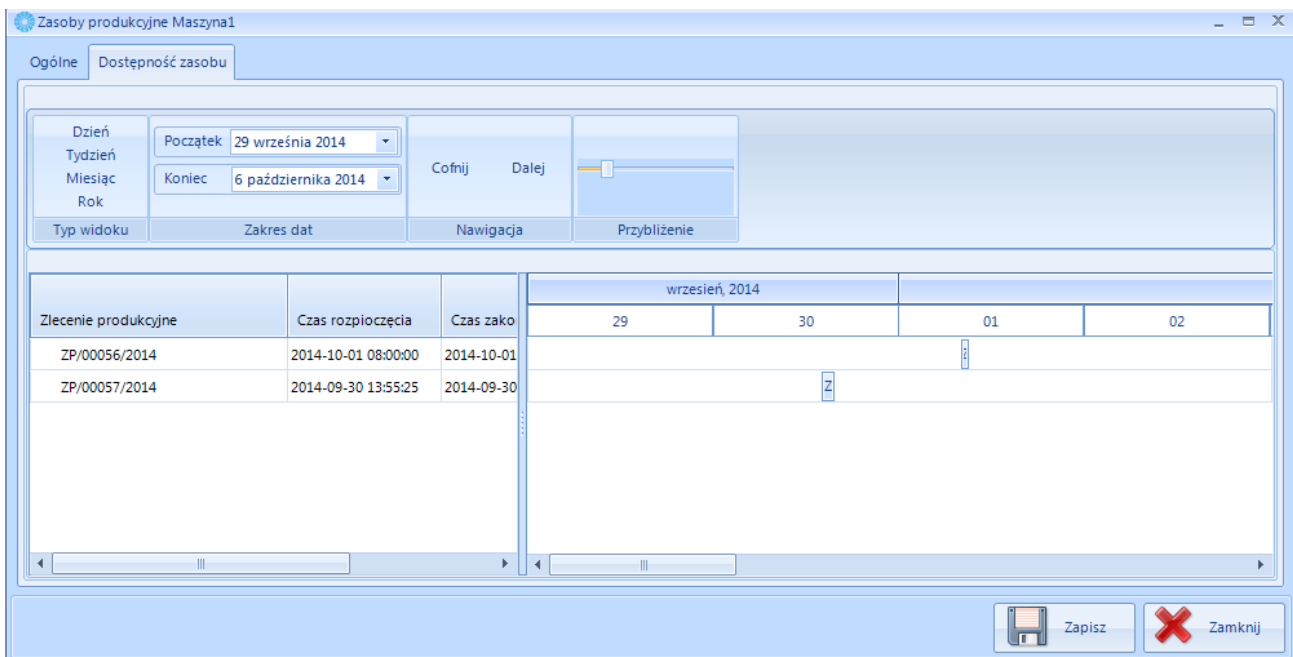 Zasoby produkcyjne Maszyna1
Ogólne Dostępność zasobu
Dzień
Tydzień
Miesiąc
Rok
Typ widoku
Początek 29 września 2014
Koniec 6 października 2014
Zakres dat
Cofnij Dalej
Nawigacja
Przybliżenie
wrzesień, 2014
Zlecenie produkcyjne Czas rozpioczęcia Czas zako 29 30 01 02
ZP/00056/2014 2014-10-01 08:00:00 2014-10-01
ZP/00057/2014 2014-09-30 13:55:25 2014-09-30 Z
Zapisz Zamknij